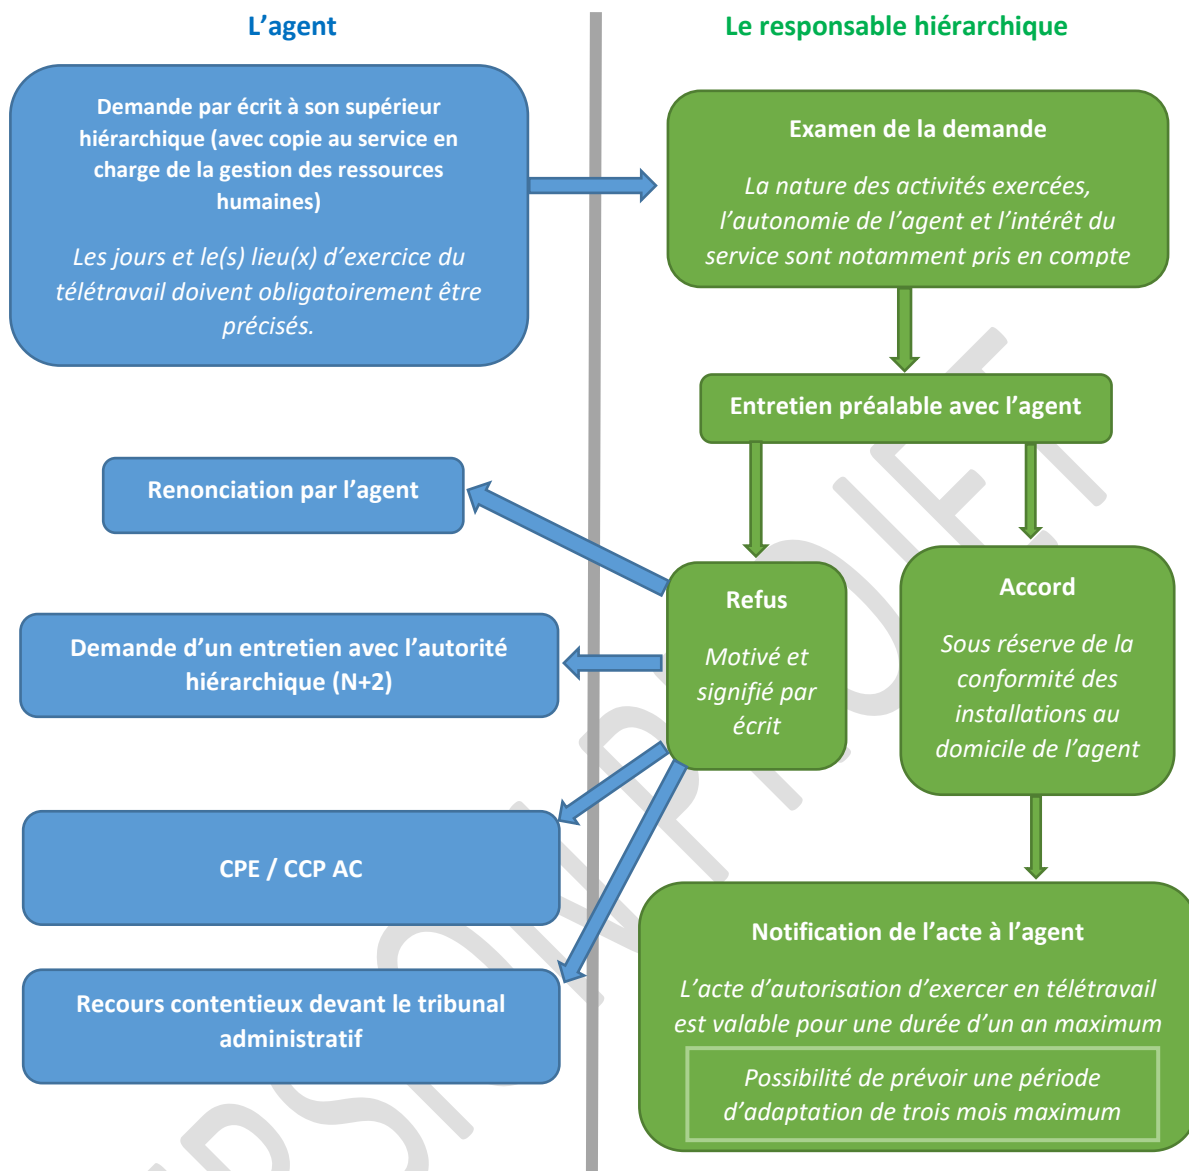 L’agent
Le responsable hiérarchique
Demande par écrit à son supérieur
hiérarchique (avec copie au service en
charge de la gestion des ressources
humaines)
Les jours et le(s) lieu(x) d’exercice du
télétravail doivent obligatoirement être
précisés.
Examen de la demande
La nature des activités exercées,
l’autonomie de l’agent et l’intérêt du
service sont notamment pris en compte
Entretien préalable avec l’agent
Renonciation par l’agent
Refus
Motivé et
signifié par
écrit
Accord
Sous réserve de la
conformité des
installations au
domicile de l’agent
Demande d’un entretien avec l’autorité
hiérarchique (N+2)
CPE / CCP AC
Recours contentieux devant le tribunal
administratif
Notification de l’acte à l’agent
L’acte d’autorisation d’exercer en télétravail
est valable pour une durée d’un an maximum
Possibilité de prévoir une période
d’adaptation de trois mois maximum